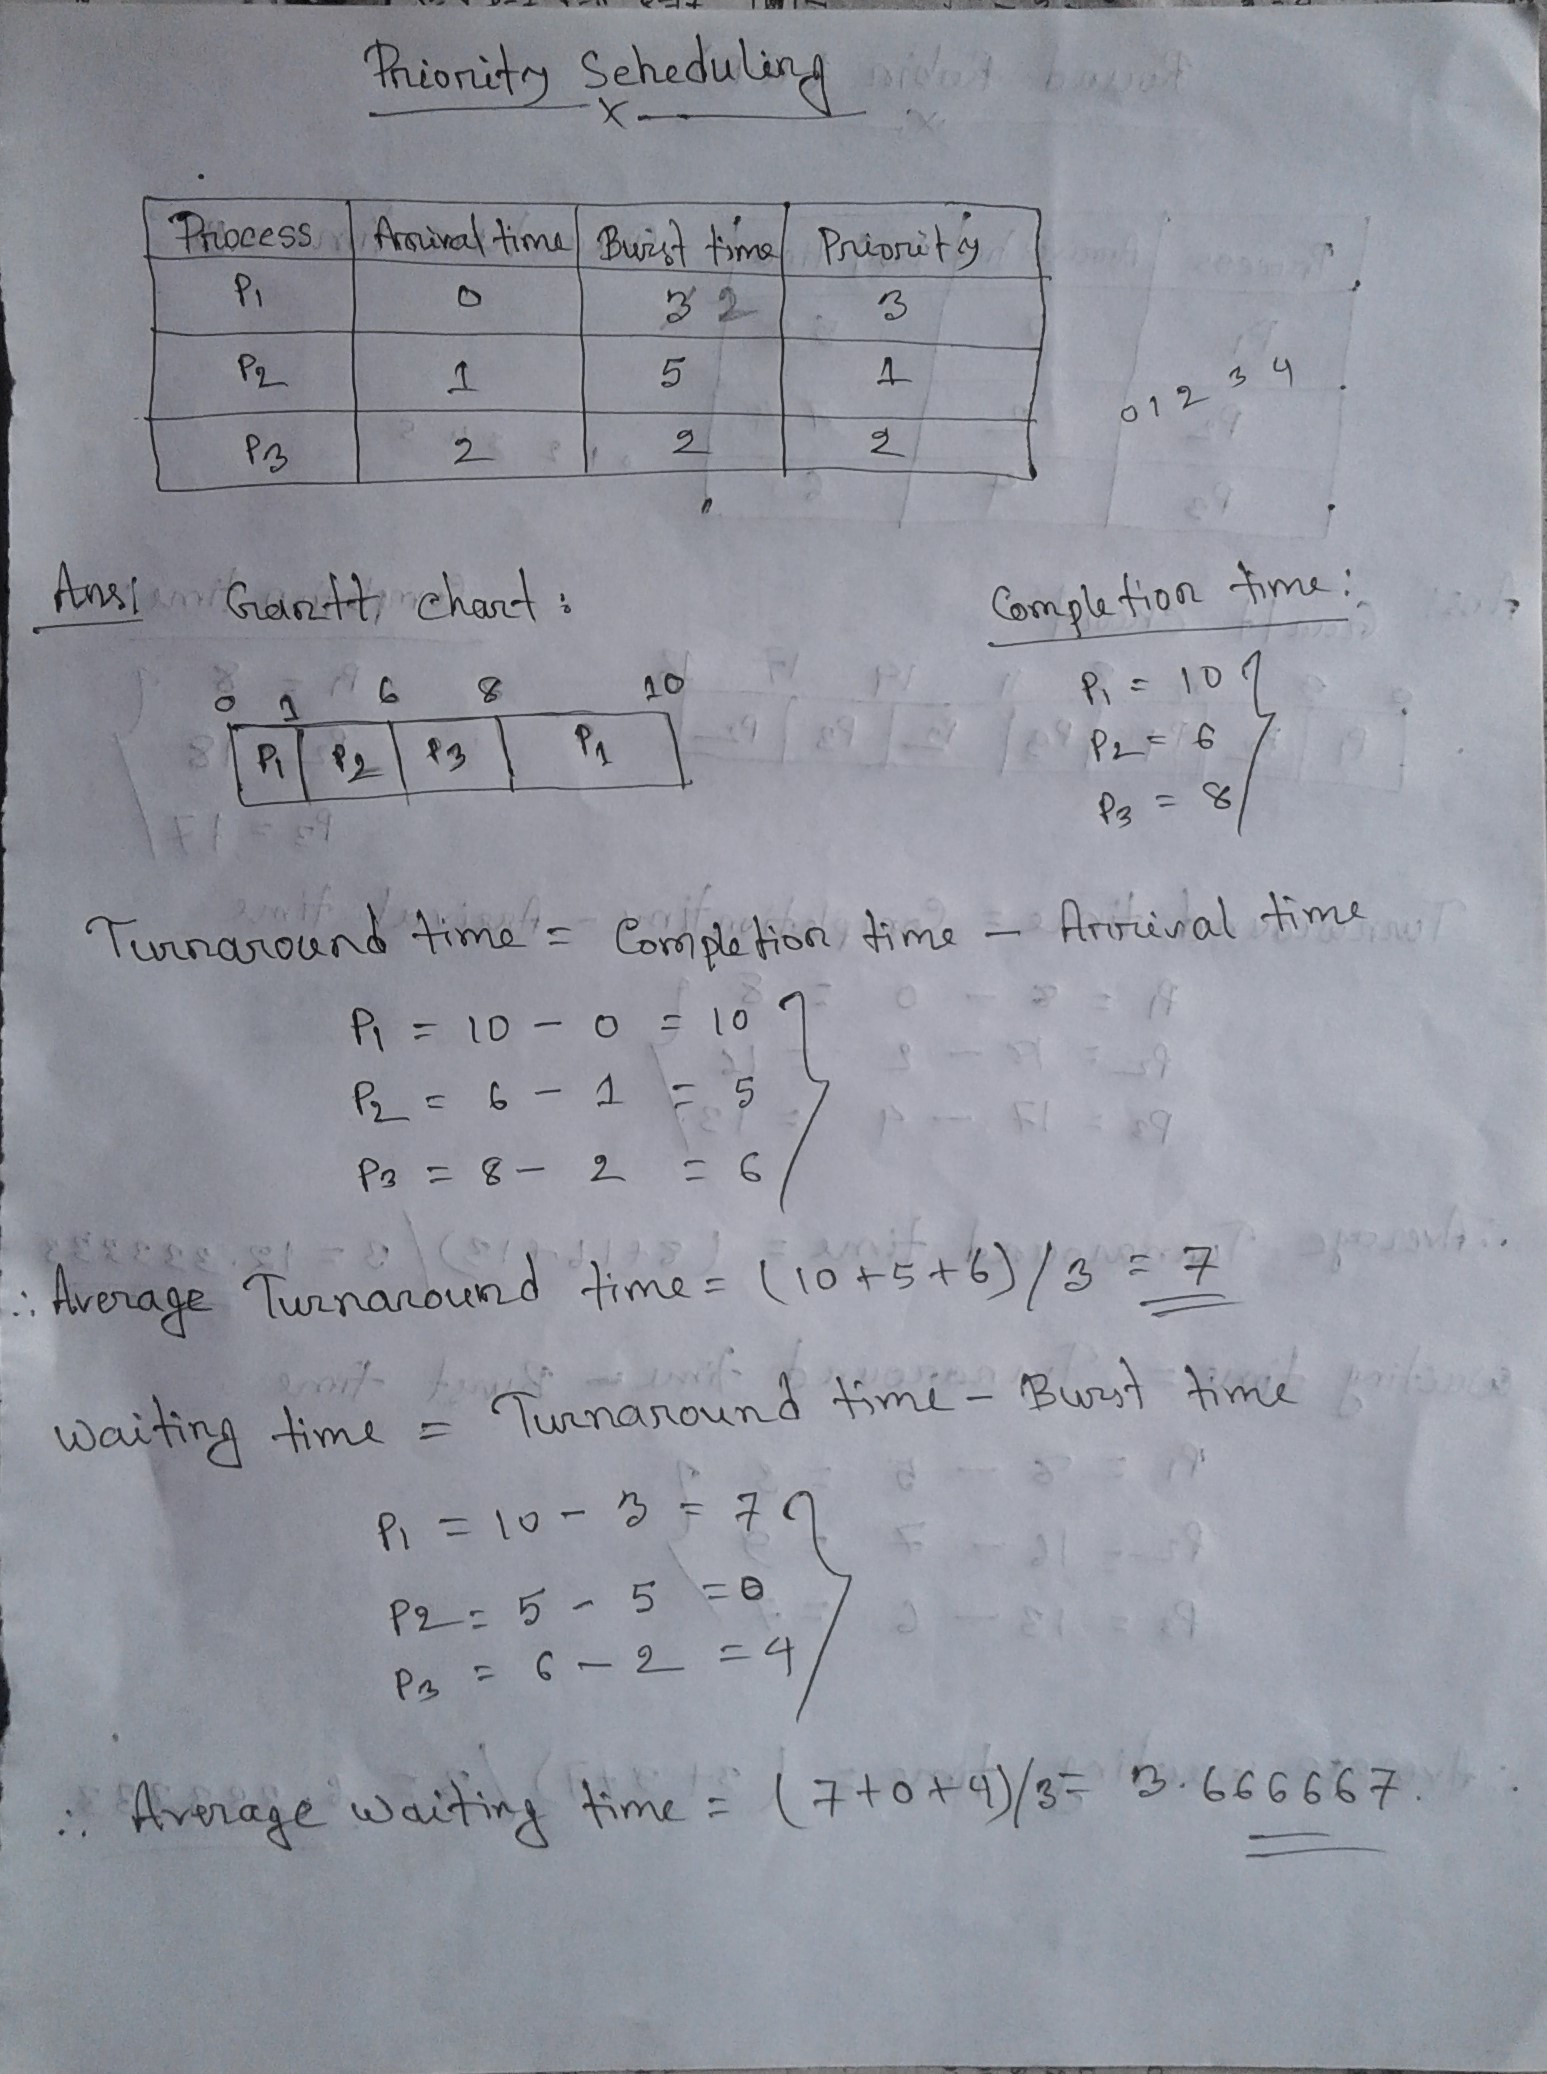 Priority Scheduling
x
Process Arrival time Burst time Priority
P1 0 3 2 3
P2 1 5 1
P3 2 2 2
0 1 2 3 4
Ans: Gantt chart:
Completion time:
0 1 6 8 10
P1 P2 P3 P1
P1 = 10
P2 = 6
P3 = 8
Turnaround time = Completion time - Arrival time
P1 = 10 - 0 = 10
P2 = 6 - 1 = 5
P3 = 8 - 2 = 6
∴ Average Turnaround time = (10+5+6)/3 = 7
Waiting time = Turnaround time - Burst time
P1 = 10 - 3 = 7
P2 = 5 - 5 = 0
P3 = 6 - 2 = 4
∴ Average waiting time = (7+0+4)/3 = 3.666667.